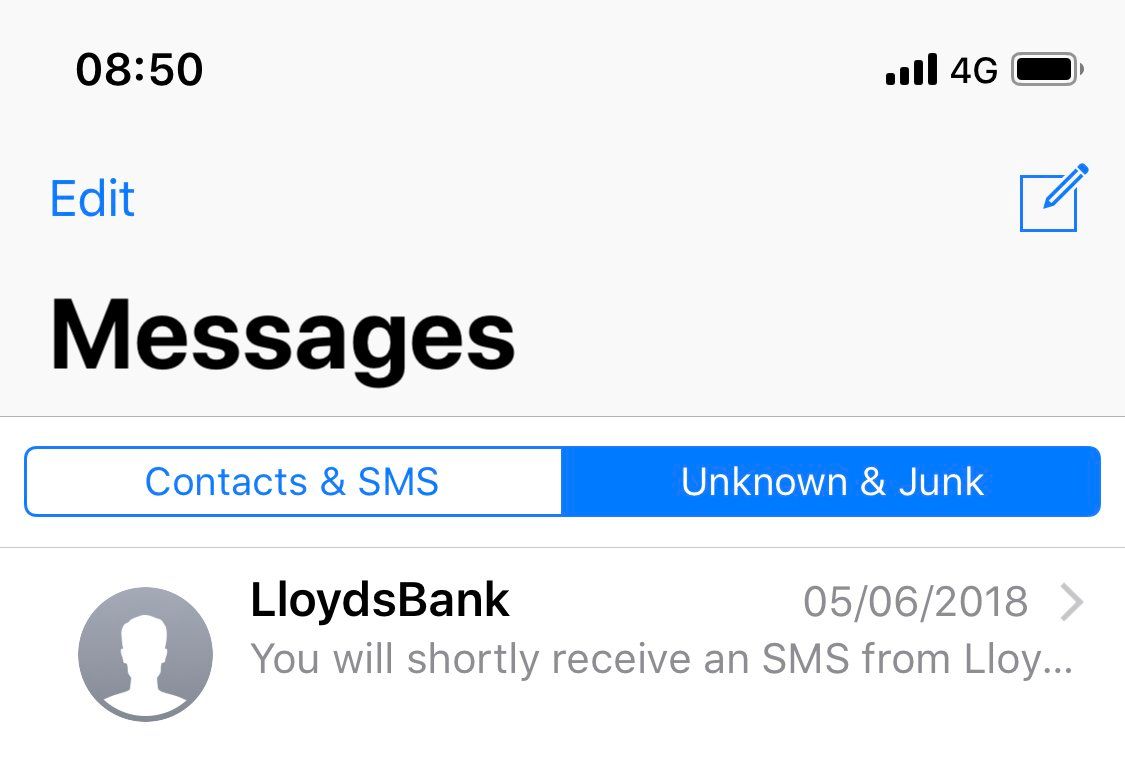 08:50 4G
Edit
Messages
Contacts & SMS Unknown & Junk
LloydsBank 05/06/2018
You will shortly receive an SMS from Lloy...